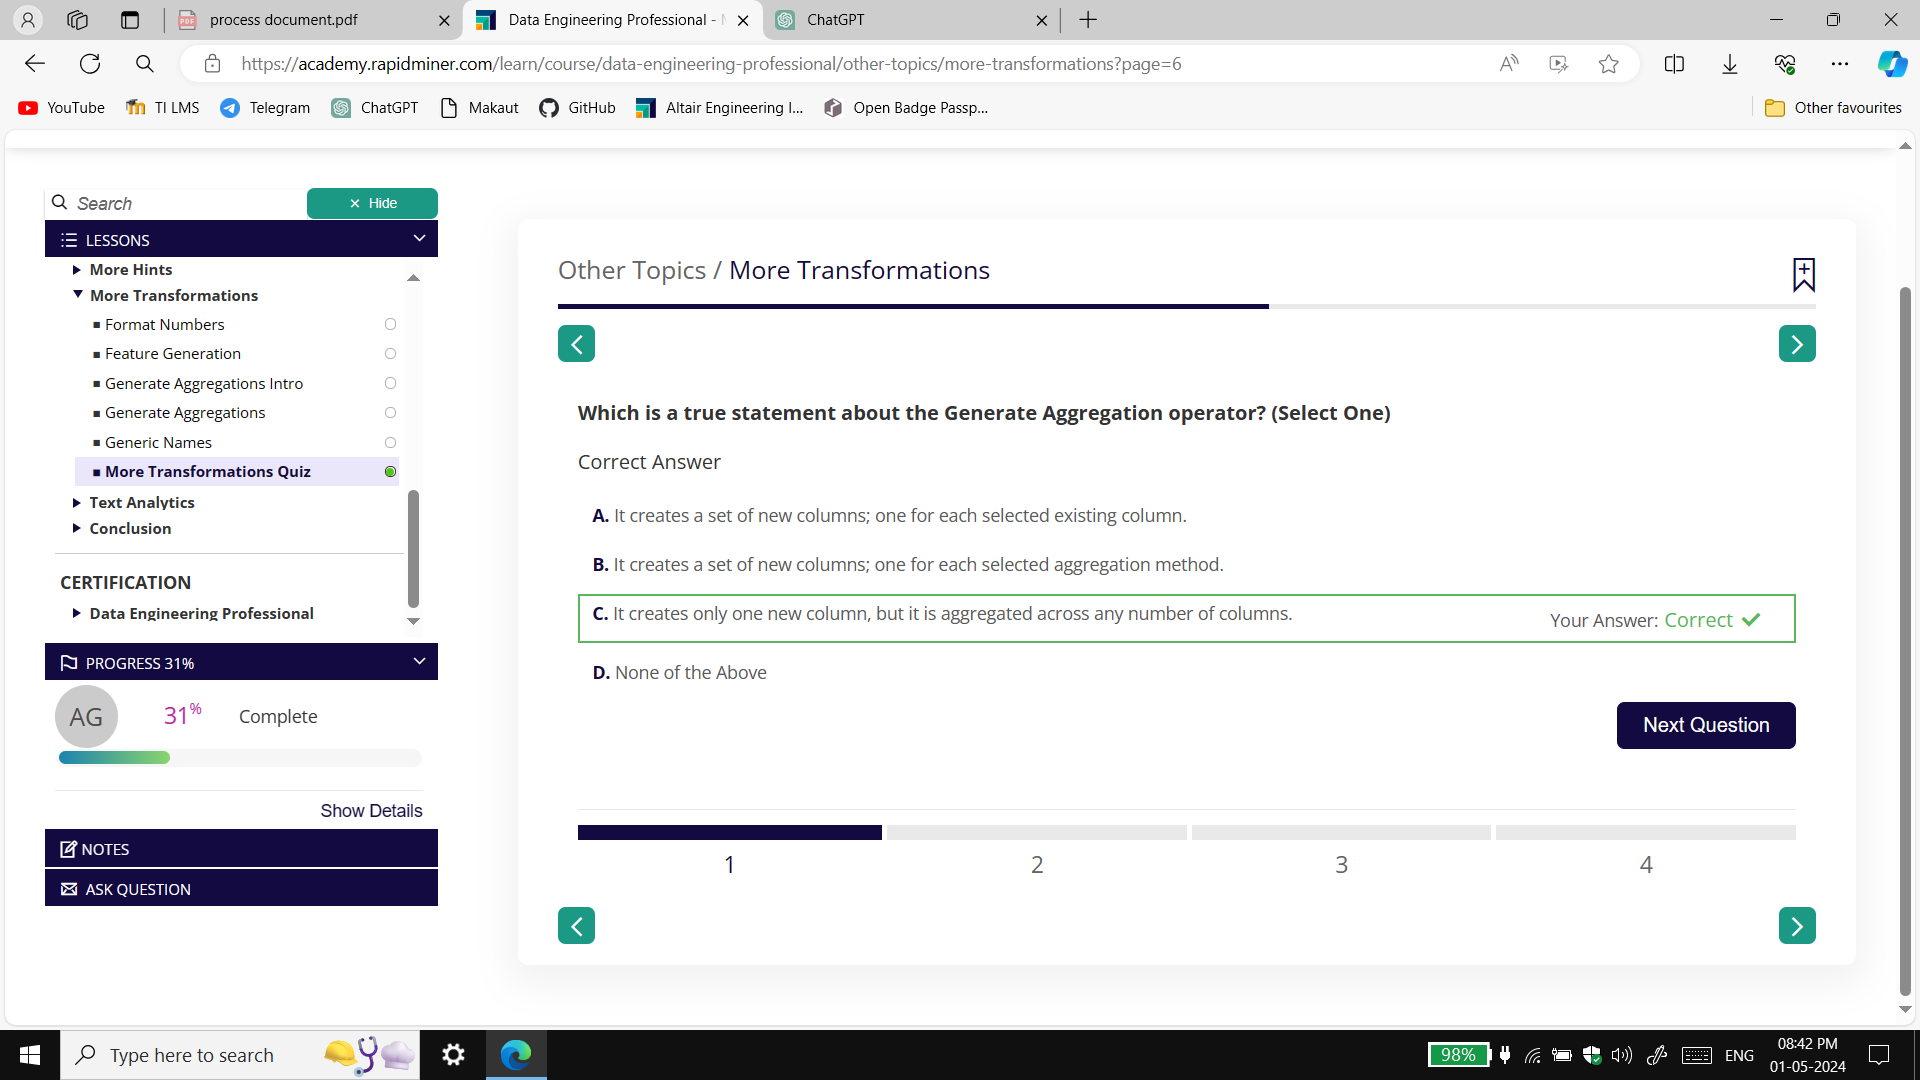 process document.pdf
Data Engineering Professional -
ChatGPT
https://academy.rapidminer.com/learn/course/data-engineering-professional/other-topics/more-transformations?page=6
YouTube
TI LMS
Telegram
ChatGPT
Makaut
GitHub
Altair Engineering I...
Open Badge Passp...
Other favourites
Search
× Hide
LESSONS
More Hints
More Transformations
Format Numbers
Feature Generation
Generate Aggregations Intro
Generate Aggregations
Generic Names
More Transformations Quiz
Text Analytics
Conclusion
CERTIFICATION
Data Engineering Professional
PROGRESS 31%
AG
31%
Complete
Show Details
NOTES
ASK QUESTION
Other Topics / More Transformations
Which is a true statement about the Generate Aggregation operator? (Select One)
Correct Answer
A. It creates a set of new columns; one for each selected existing column.
B. It creates a set of new columns; one for each selected aggregation method.
C. It creates only one new column, but it is aggregated across any number of columns.
Your Answer: Correct
D. None of the Above
Next Question
1
2
3
4
Type here to search
98%
ENG
08:42 PM
01-05-2024